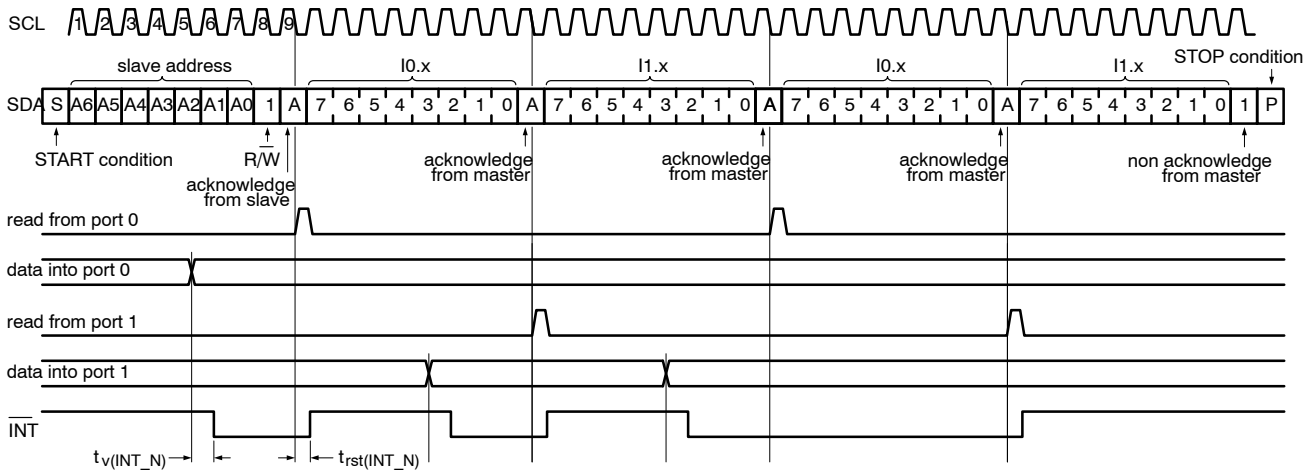 SCL 1 2 3 4 5 6 7 8 9
STOP condition
slave address I0.x I1.x I0.x I1.x
SDA S A6 A5 A4 A3 A2 A1 A0 1 A 7 6 5 4 3 2 1 0 A 7 6 5 4 3 2 1 0 A 7 6 5 4 3 2 1 0 A 7 6 5 4 3 2 1 0 1 P
START condition R/W̅ acknowledge from master acknowledge from master acknowledge from master non acknowledge from master
acknowledge
from slave
read from port 0
data into port 0
read from port 1
data into port 1
I̅N̅T̅
tv(INT_N) trst(INT_N)